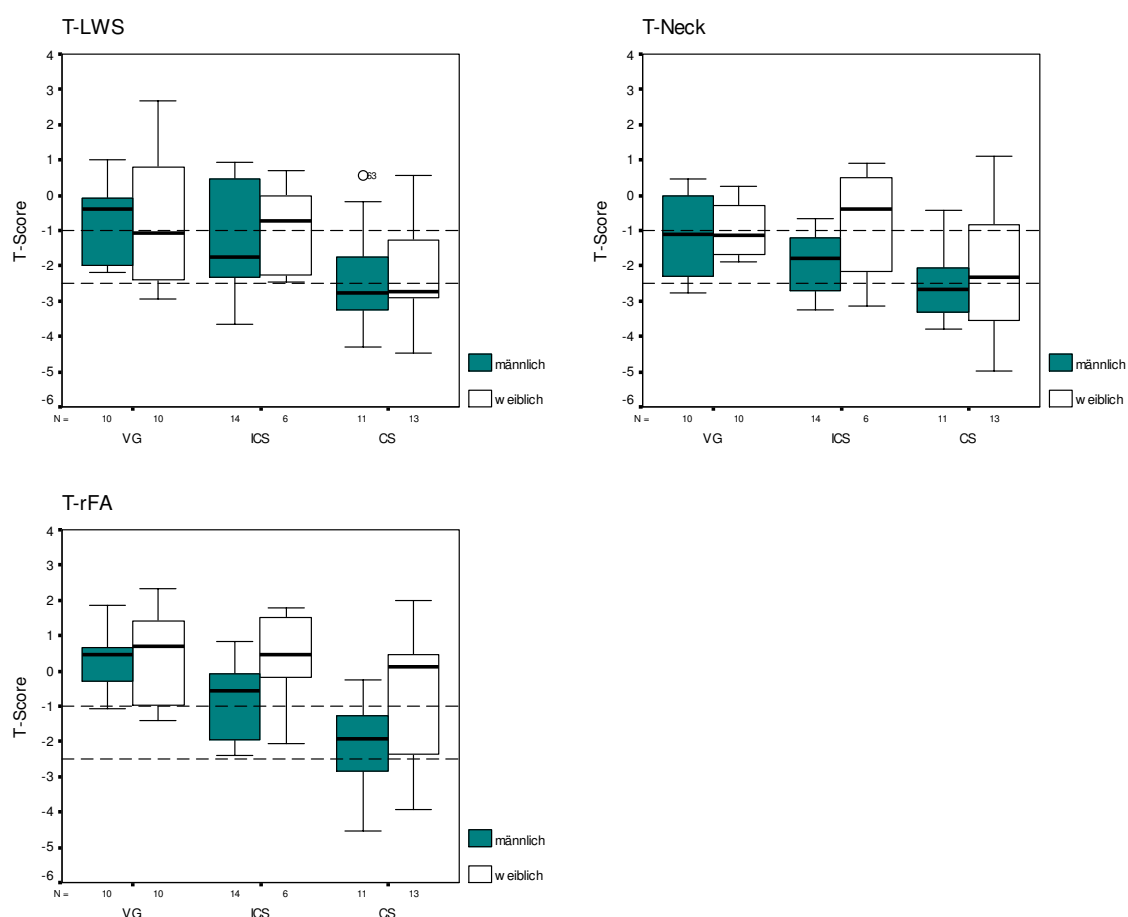 T-LWS
4
3
2
1
0
-1
-2
-3
-4
-5
-6
T-Score
63
männlich
weiblich
N = 10 10 14 6 11 13
VG ICS CS
T-Neck
4
3
2
1
0
-1
-2
-3
-4
-5
-6
T-Score
männlich
weiblich
N = 10 10 14 6 11 13
VG ICS CS
T-rFA
4
3
2
1
0
-1
-2
-3
-4
-5
-6
T-Score
männlich
weiblich
N = 10 10 14 6 11 13
VG ICS CS